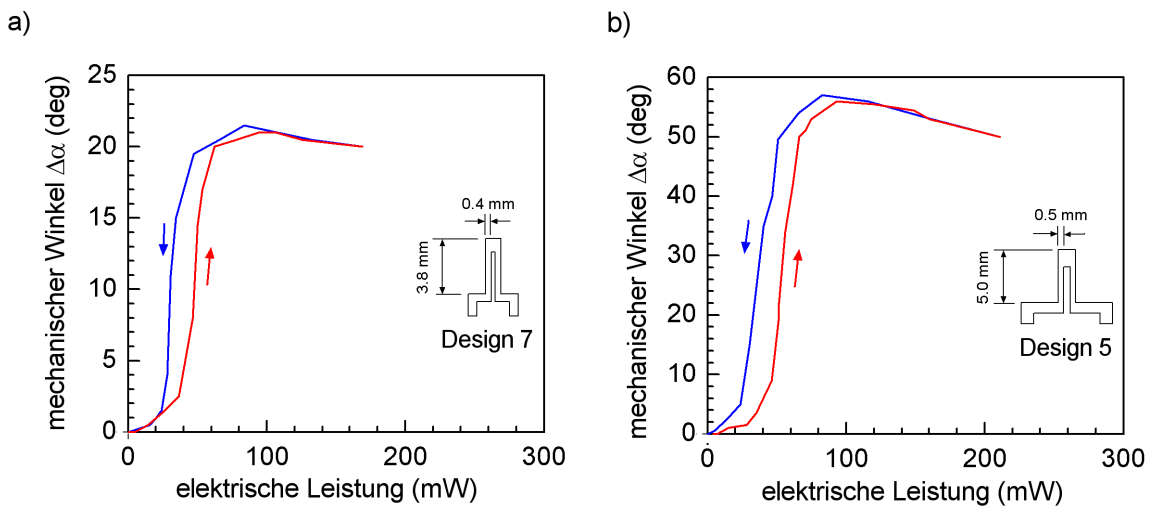 a)
mechanischer Winkel Δα (deg)
25
20
15
10
5
0
0
100
200
300
elektrische Leistung (mW)
0.4 mm
3.8 mm
Design 7
b)
mechanischer Winkel Δα (deg)
60
50
40
30
20
10
0
0
100
200
300
elektrische Leistung (mW)
0.5 mm
5.0 mm
Design 5